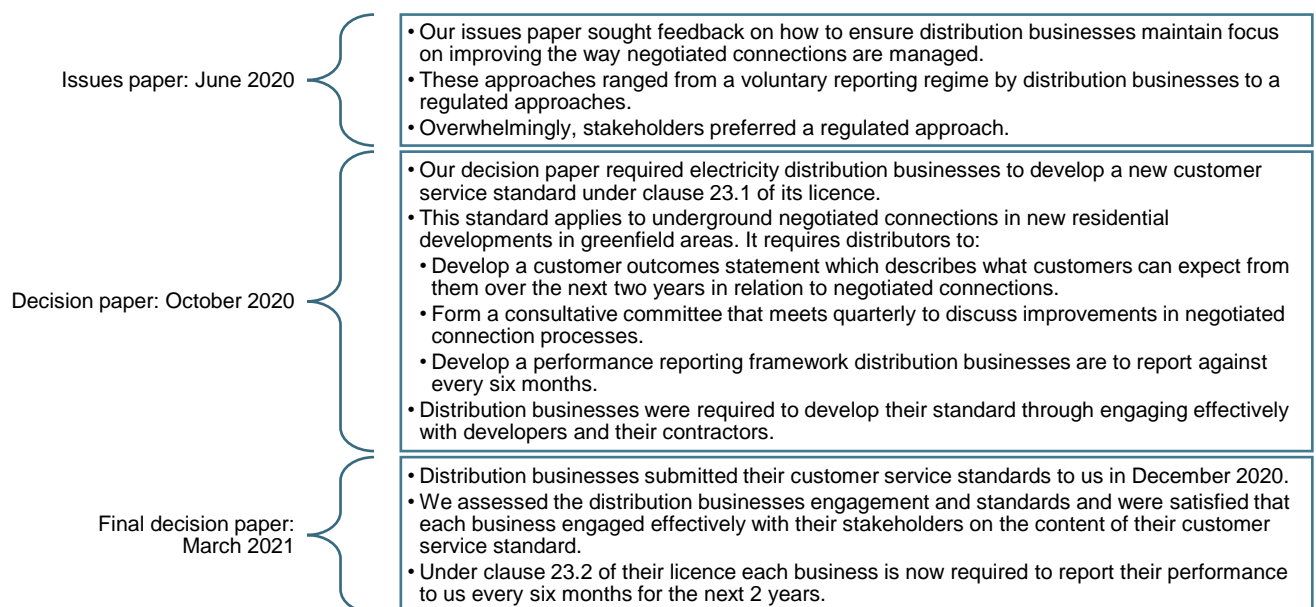 Issues paper: June 2020
• Our issues paper sought feedback on how to ensure distribution businesses maintain focus
on improving the way negotiated connections are managed.
• These approaches ranged from a voluntary reporting regime by distribution businesses to a
regulated approaches.
• Overwhelmingly, stakeholders preferred a regulated approach.
Decision paper: October 2020
• Our decision paper required electricity distribution businesses to develop a new customer
service standard under clause 23.1 of its licence.
• This standard applies to underground negotiated connections in new residential
developments in greenfield areas. It requires distributors to:
• Develop a customer outcomes statement which describes what customers can expect from
them over the next two years in relation to negotiated connections.
• Form a consultative committee that meets quarterly to discuss improvements in negotiated
connection processes.
• Develop a performance reporting framework distribution businesses are to report against
every six months.
• Distribution businesses were required to develop their standard through engaging effectively
with developers and their contractors.
Final decision paper:
March 2021
• Distribution businesses submitted their customer service standards to us in December 2020.
• We assessed the distribution businesses engagement and standards and were satisfied that
each business engaged effectively with their stakeholders on the content of their customer
service standard.
• Under clause 23.2 of their licence each business is now required to report their performance
to us every six months for the next 2 years.